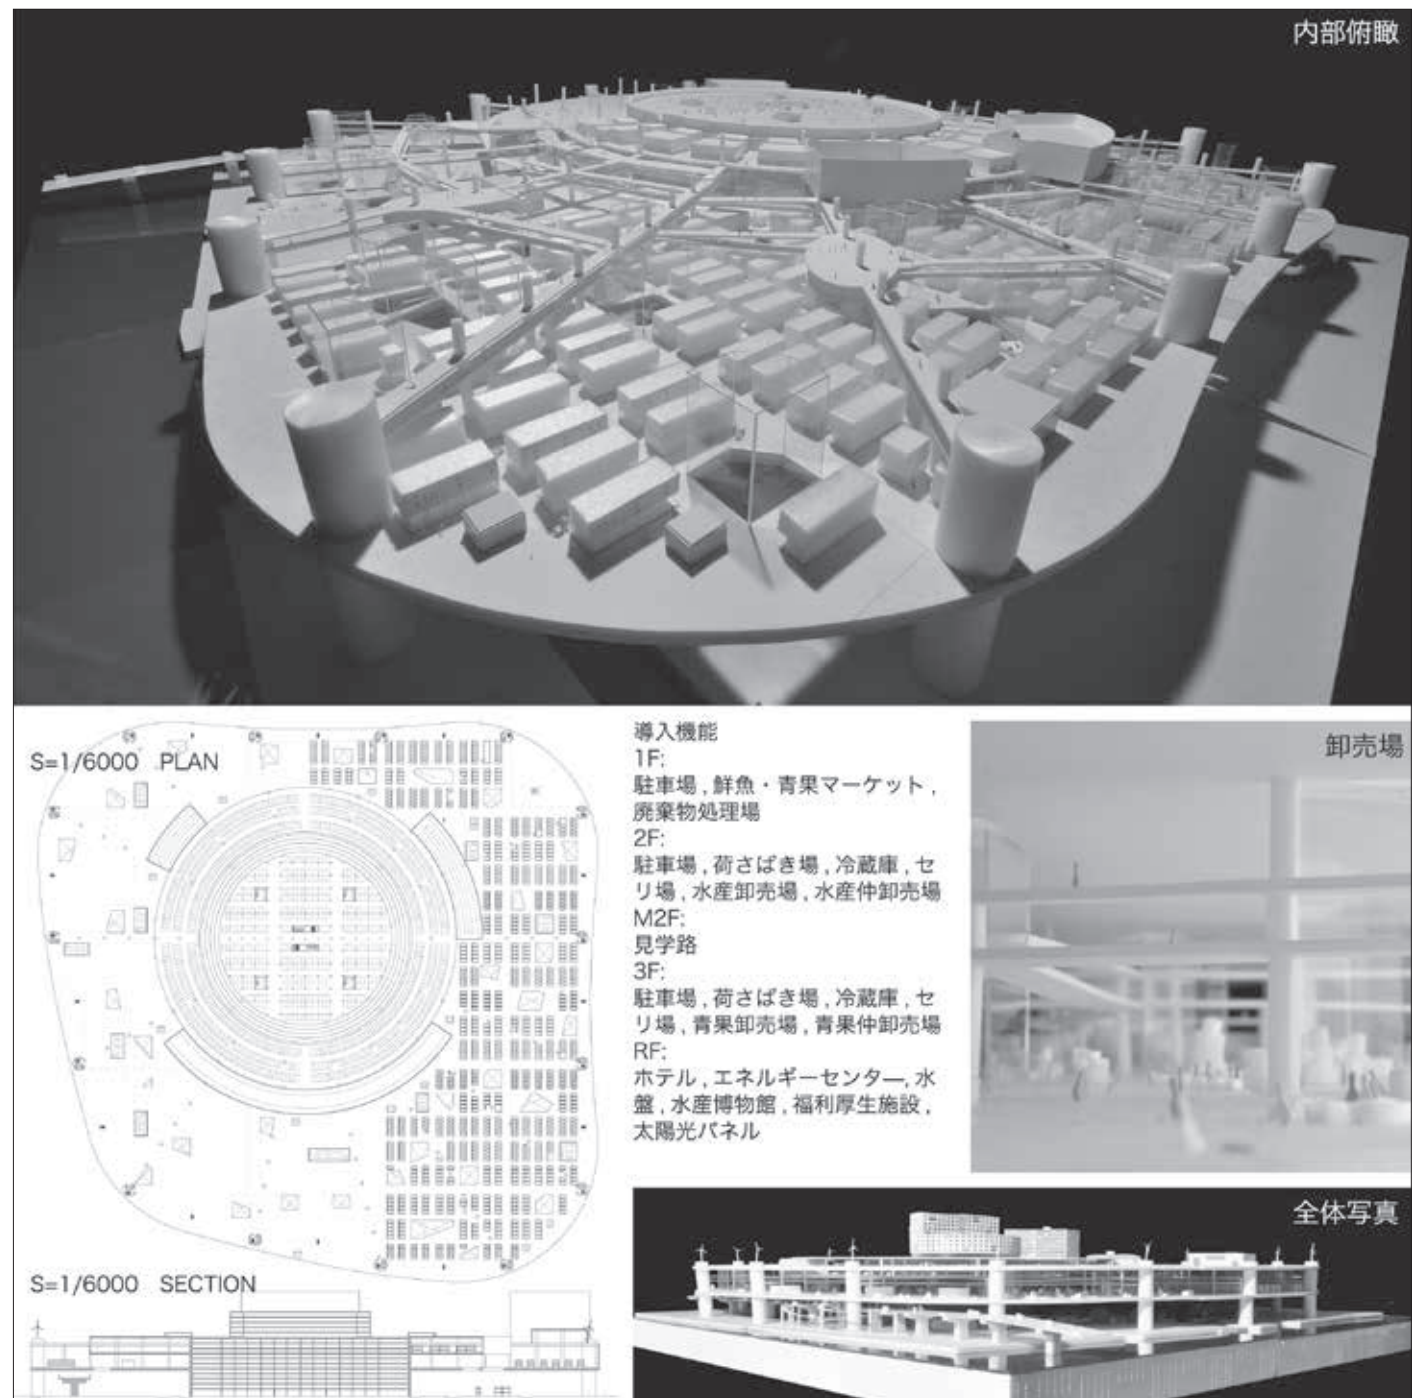 内部俯瞰
S=1/6000 PLAN
導入機能
1F:
駐車場,鮮魚・青果マーケット,
廃棄物処理場
2F:
駐車場,荷さばき場,冷蔵庫,セ
リ場,水産卸売場,水産仲卸売場
M2F:
見学路
3F:
駐車場,荷さばき場,冷蔵庫,セ
リ場,青果卸売場,青果仲卸売場
RF:
ホテル,エネルギーセンター,水
盤,水産博物館,福利厚生施設,
太陽光パネル
卸売場
S=1/6000 SECTION
全体写真